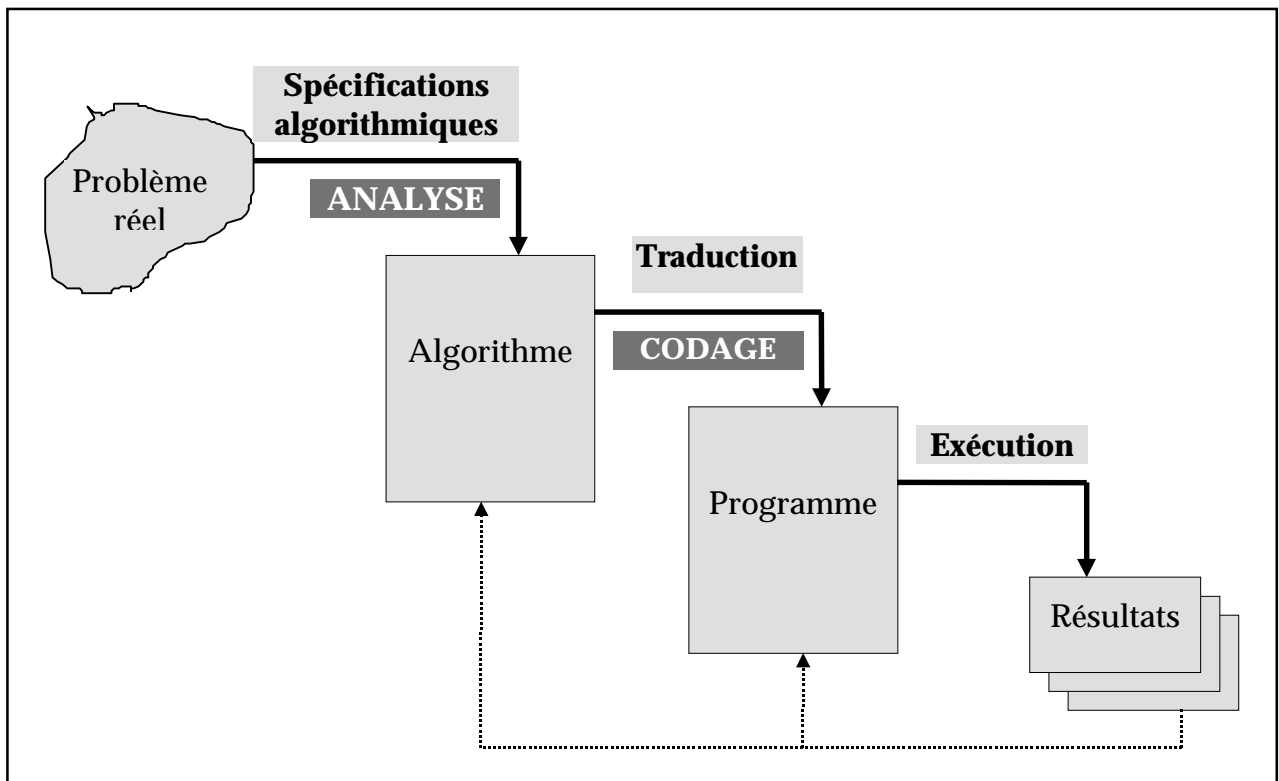 Spécifications
algorithmiques
Problème
réel
ANALYSE
Traduction
Algorithme
CODAGE
Exécution
Programme
Résultats